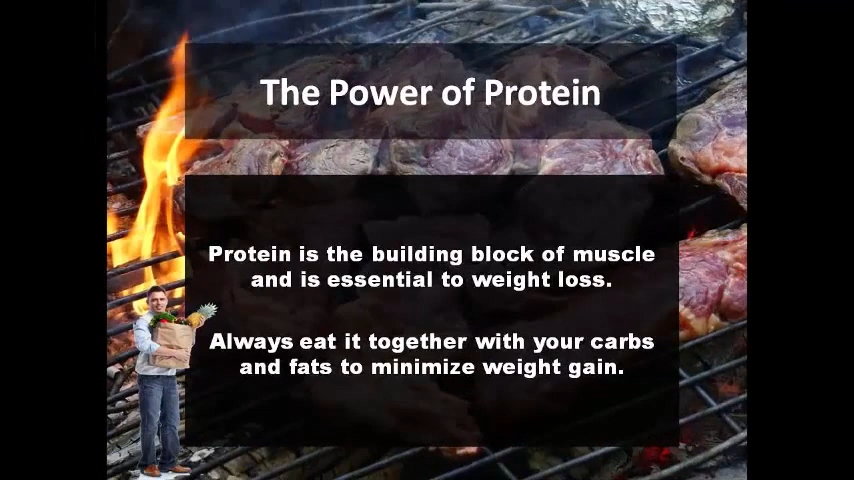 The Power of Protein
Protein is the building block of muscle
and is essential to weight loss.
Always eat it together with your carbs
and fats to minimize weight gain.